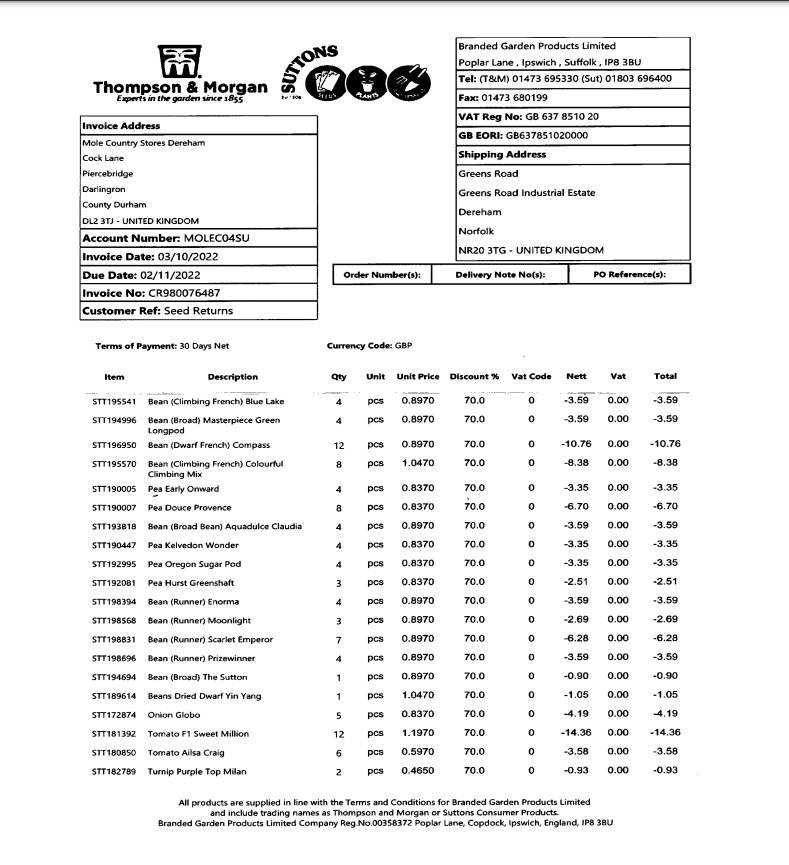 Thompson & Morgan
Experts in the garden since 1855
SUTTONS
SEEDS
PLANTS
Branded Garden Products Limited
Poplar Lane , Ipswich , Suffolk , IP8 3BU
Tel: (T&M) 01473 695330 (Sut) 01803 696400
Fax: 01473 680199
VAT Reg No: GB 637 8510 20
GB EORI: GB637851020000
Shipping Address
Greens Road
Greens Road Industrial Estate
Dereham
Norfolk
NR20 3TG - UNITED KINGDOM
Invoice Address
Mole Country Stores Dereham
Cock Lane
Piercebridge
Darlingron
County Durham
DL2 3TJ - UNITED KINGDOM
Account Number: MOLEC04SU
Invoice Date: 03/10/2022
Due Date: 02/11/2022
Invoice No: CR980076487
Customer Ref: Seed Returns
Order Number(s): Delivery Note No(s): PO Reference(s):
Terms of Payment: 30 Days Net Currency Code: GBP
Item Description Qty Unit Unit Price Discount % Vat Code Nett Vat Total
STT195541 Bean (Climbing French) Blue Lake 4 pcs 0.8970 70.0 0 -3.59 0.00 -3.59
STT194996 Bean (Broad) Masterpiece Green 4 pcs 0.8970 70.0 0 -3.59 0.00 -3.59
Longpod
STT196950 Bean (Dwarf French) Compass 12 pcs 0.8970 70.0 0 -10.76 0.00 -10.76
STT195570 Bean (Climbing French) Colourful 8 pcs 1.0470 70.0 0 -8.38 0.00 -8.38
Climbing Mix
STT190005 Pea Early Onward 4 pcs 0.8370 70.0 0 -3.35 0.00 -3.35
STT190007 Pea Douce Provence 8 pcs 0.8370 70.0 0 -6.70 0.00 -6.70
STT193818 Bean (Broad Bean) Aquadulce Claudia 4 pcs 0.8970 70.0 0 -3.59 0.00 -3.59
STT190447 Pea Kelvedon Wonder 4 pcs 0.8370 70.0 0 -3.35 0.00 -3.35
STT192995 Pea Oregon Sugar Pod 4 pcs 0.8370 70.0 0 -3.35 0.00 -3.35
STT192081 Pea Hurst Greenshaft 3 pcs 0.8370 70.0 0 -2.51 0.00 -2.51
STT198394 Bean (Runner) Enorma 4 pcs 0.8970 70.0 0 -3.59 0.00 -3.59
STT198568 Bean (Runner) Moonlight 3 pcs 0.8970 70.0 0 -2.69 0.00 -2.69
STT198831 Bean (Runner) Scarlet Emperor 7 pcs 0.8970 70.0 0 -6.28 0.00 -6.28
STT198696 Bean (Runner) Prizewinner 4 pcs 0.8970 70.0 0 -3.59 0.00 -3.59
STT194694 Bean (Broad) The Sutton 1 pcs 0.8970 70.0 0 -0.90 0.00 -0.90
STT189614 Beans Dried Dwarf Yin Yang 1 pcs 1.0470 70.0 0 -1.05 0.00 -1.05
STT172874 Onion Globo 5 pcs 0.8370 70.0 0 -4.19 0.00 -4.19
STT181392 Tomato F1 Sweet Million 12 pcs 1.1970 70.0 0 -14.36 0.00 -14.36
STT180850 Tomato Ailsa Craig 6 pcs 0.5970 70.0 0 -3.58 0.00 -3.58
STT182789 Turnip Purple Top Milan 2 pcs 0.4650 70.0 0 -0.93 0.00 -0.93
All products are supplied in line with the Terms and Conditions for Branded Garden Products Limited
and include trading names as Thompson and Morgan or Suttons Consumer Products.
Branded Garden Products Limited Company Reg.No.00358372 Poplar Lane, Copdock, Ipswich, England, IP8 3BU